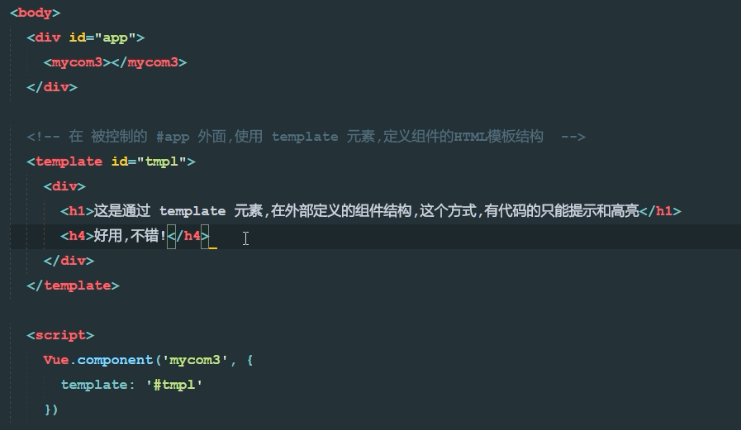 <body>
<div id="app">
<mycom3></mycom3>
</div>
<!-- 在 被控制的 #app 外面,使用 template 元素,定义组件的HTML模板结构  -->
<template id="tmpl">
<div>
<h1>这是通过 template 元素,在外部定义的组件结构,这个方式,有代码的只能提示和高亮</h1>
<h4>好用,不错!</h4>
</div>
</template>
<script>
Vue.component('mycom3', {
template: '#tmpl'
})